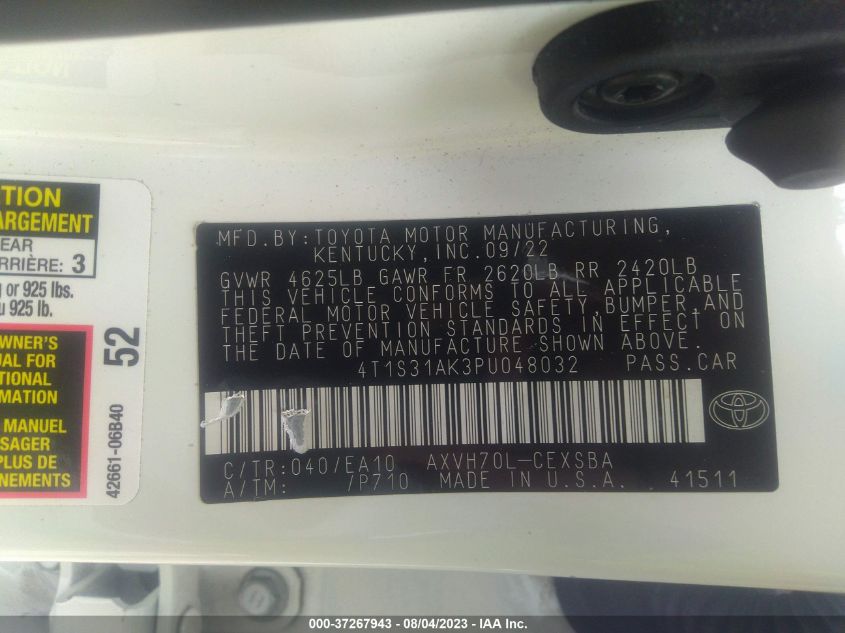 TION
ARGEMENT
EAR
RRIÈRE: 3
g or 925 lbs.
u 925 lb.
OWNER'S
UAL FOR
TIONAL
RMATION
MANUEL
SAGER
PLUS DE
NEMENTS
52
42661-06B40
MFD.BY:TOYOTA MOTOR MANUFACTURING,
KENTUCKY,INC.09/22
GVWR 4625LB GAWR FR 2620LB RR 2420LB
THIS VEHICLE CONFORMS TO ALL APPLICABLE
FEDERAL MOTOR VEHICLE SAFETY,BUMPER,AND
THEFT PREVENTION STANDARDS IN EFFECT ON
THE DATE OF MANUFACTURE SHOWN ABOVE.
4T1S31AK3PU048032 PASS.CAR
C/TR:040/EA10 AXVH70L-CEXSBA
A/TM: /P710 MADE IN U.S.A. 41511
000-37267943 - 08/04/2023 - IAA Inc.